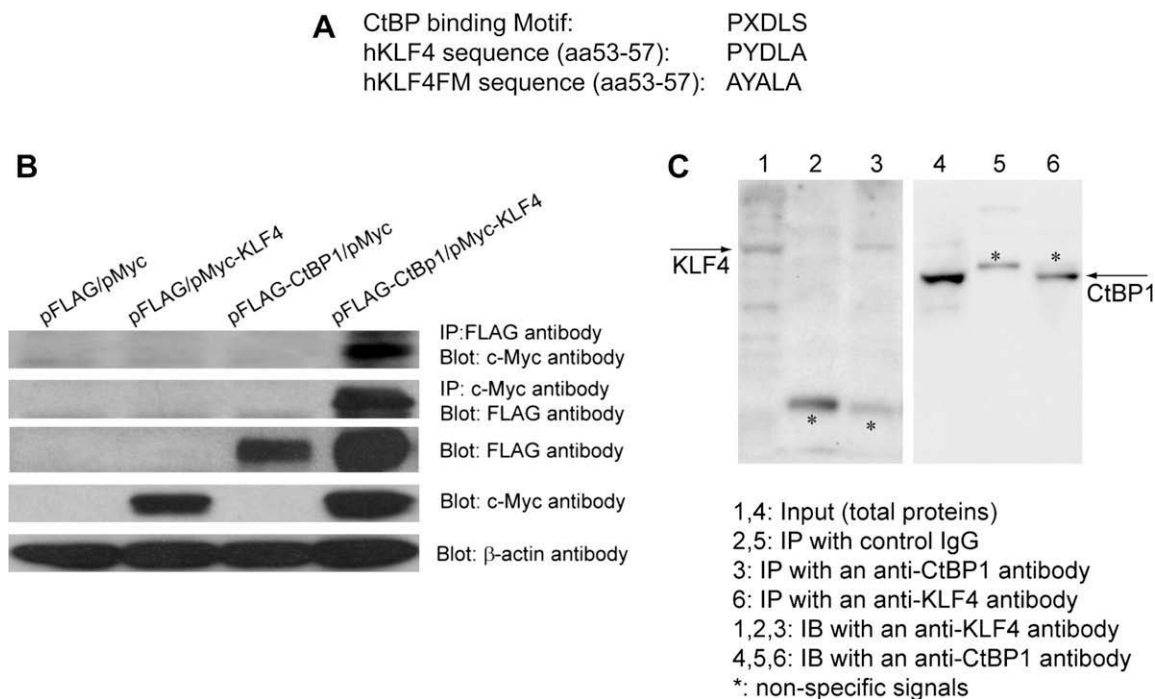 A
CtBP binding Motif: PXDLS
hKLF4 sequence (aa53-57): PYDLA
hKLF4FM sequence (aa53-57): AYALA
B
pFLAG/pMyc
pFLAG/pMyc-KLF4
pFLAG-CtBP1/pMyc
pFLAG-CtBp1/pMyc-KLF4
IP:FLAG antibody
Blot: c-Myc antibody
IP: c-Myc antibody
Blot: FLAG antibody
Blot: FLAG antibody
Blot: c-Myc antibody
Blot: β-actin antibody
C
1 2 3 4 5 6
KLF4
* *
* *
CtBP1
1,4: Input (total proteins)
2,5: IP with control IgG
3: IP with an anti-CtBP1 antibody
6: IP with an anti-KLF4 antibody
1,2,3: IB with an anti-KLF4 antibody
4,5,6: IB with an anti-CtBP1 antibody
*: non-specific signals